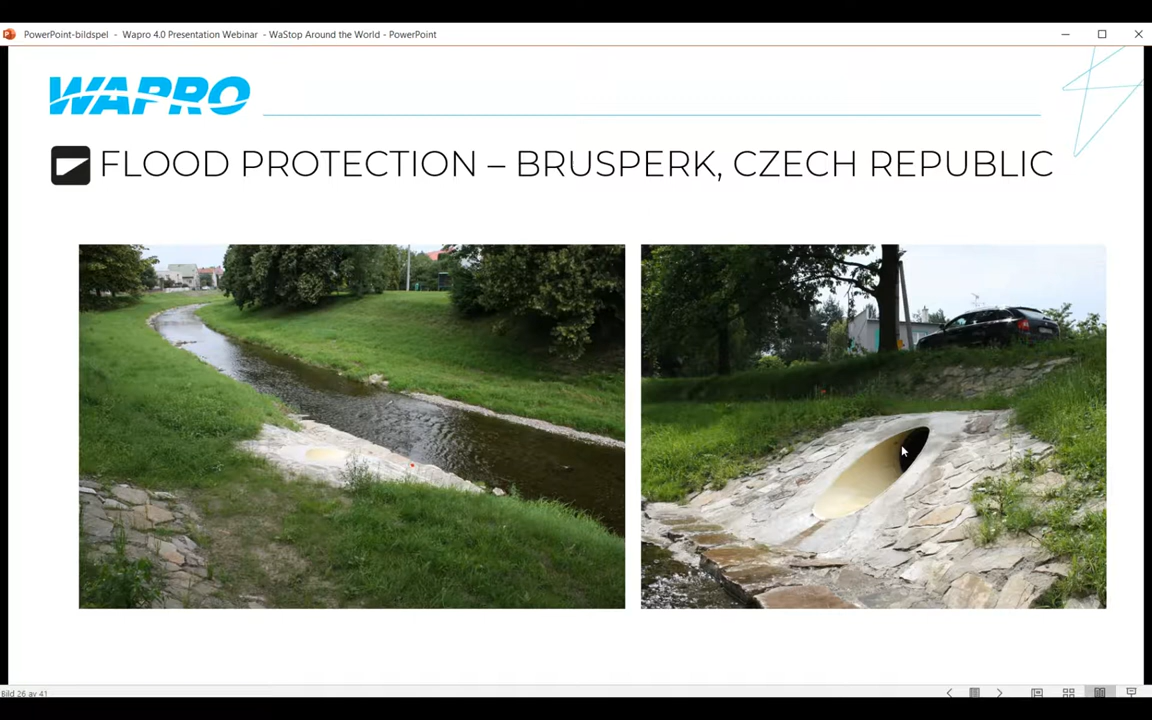 PowerPoint-bildspel - Wapro 4.0 Presentation Webinar - WaStop Around the World - PowerPoint
WAPRO
FLOOD PROTECTION – BRUSPERK, CZECH REPUBLIC
Bild 26 av 41